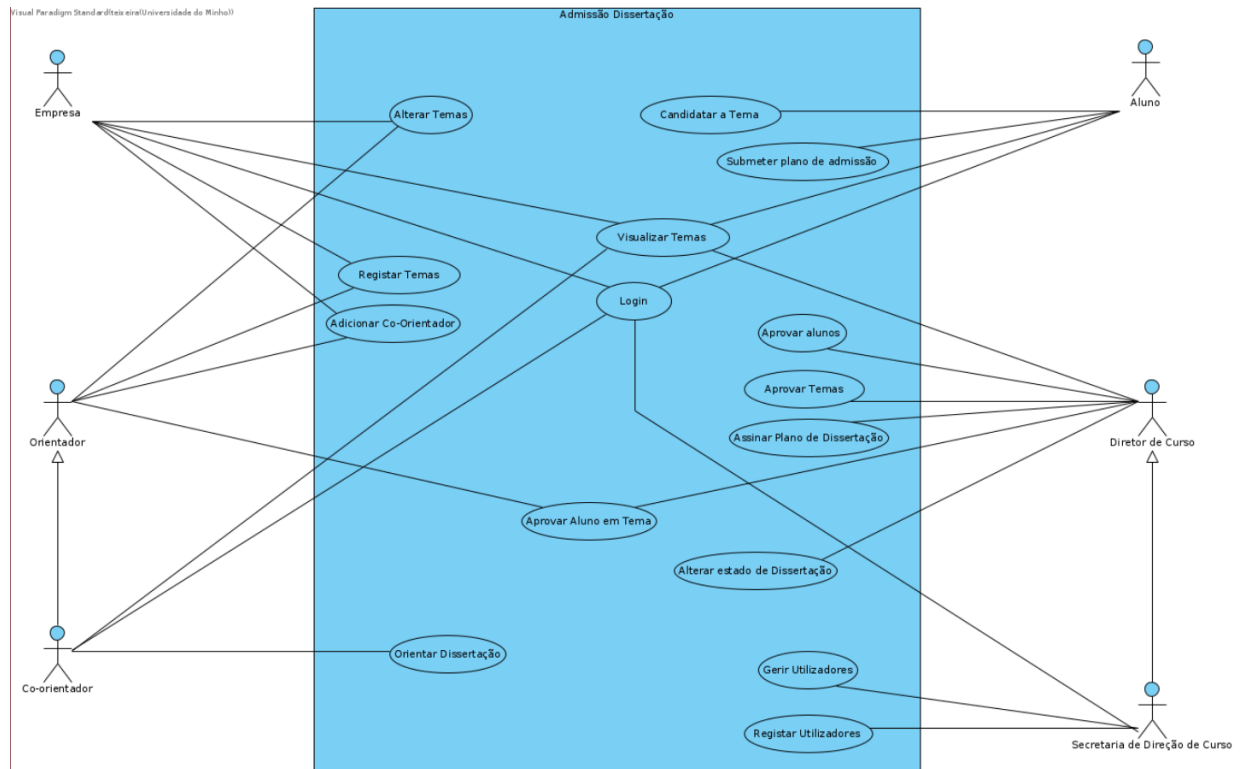 Visual Paradigm Standard(teixeira(Universidade do Minho))
Admissão Dissertação
Empresa
Aluno
Alterar Temas
Candidatar a Tema
Submeter plano de admissão
Visualizar Temas
Registar Temas
Login
Adicionar Co-Orientador
Aprovar alunos
Aprovar Temas
Orientador
Assinar Plano de Dissertação
Diretor de Curso
Aprovar Aluno em Tema
Alterar estado de Dissertação
Orientar Dissertação
Gerir Utilizadores
Co-orientador
Registar Utilizadores
Secretaria de Direção de Curso